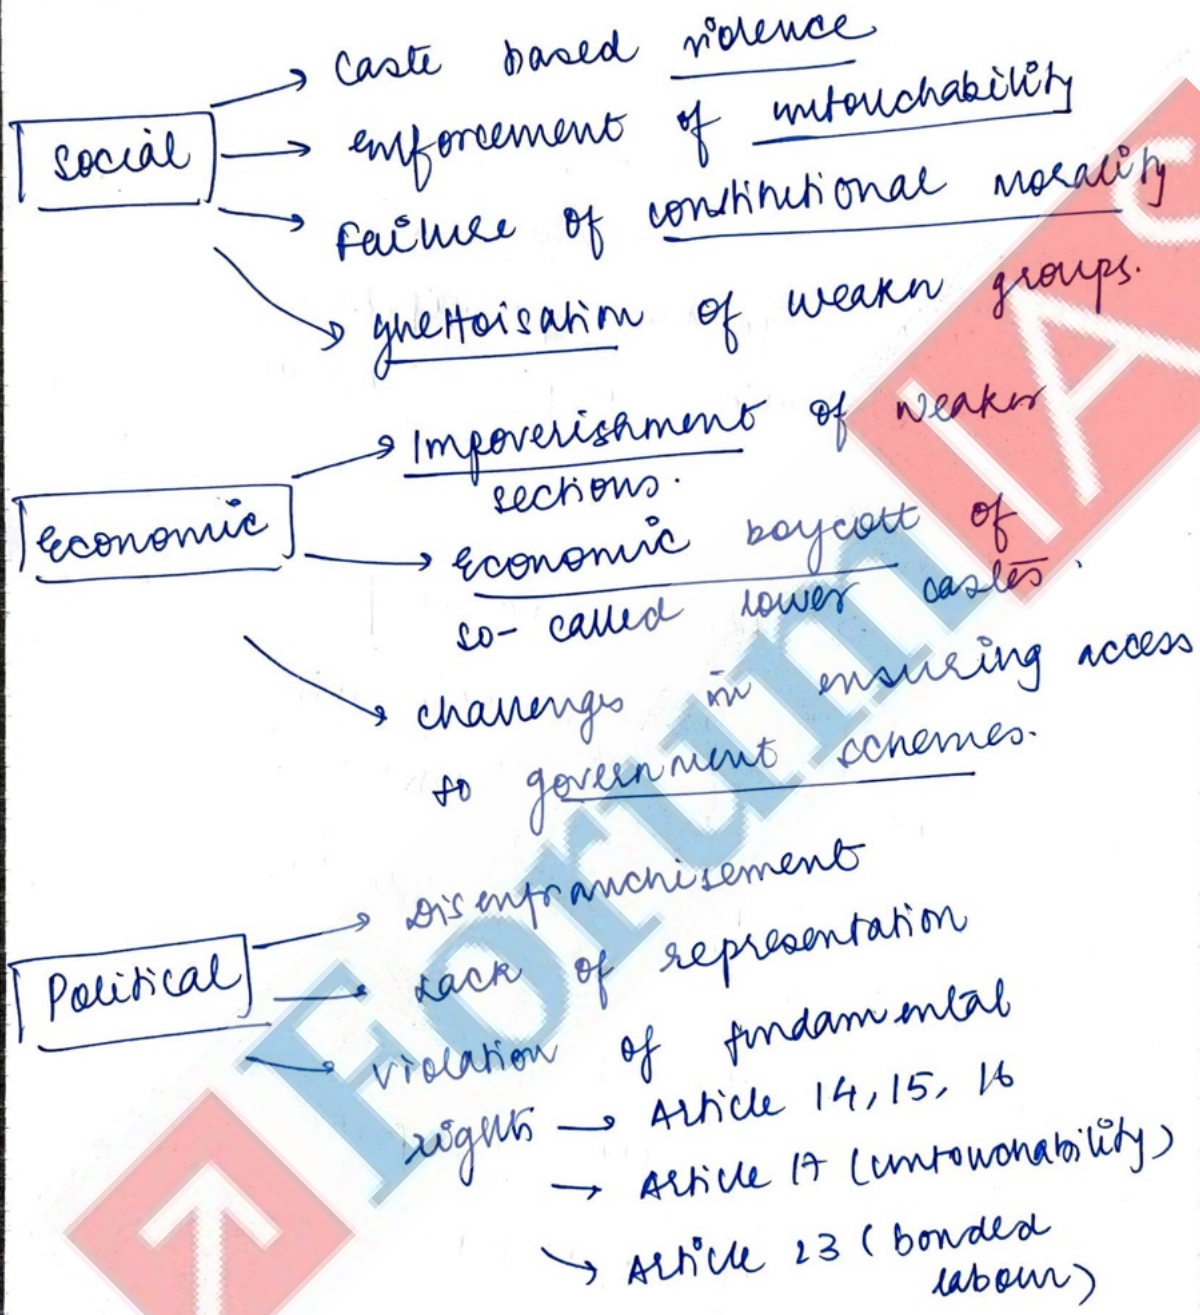 Social
Caste based violence
enforcement of untouchability
Failure of constitutional morality
ghettoisation of weaker groups.
Economic
Impoverishment of weaker
sections.
Economic boycott of
so-called lower castes.
challenges in ensuring access
to government schemes.
Political
Disenfranchisement
Lack of representation
violation of fundamental
rights → Article 14, 15, 16
→ Article 17 (untouchability)
→ Article 23 (bonded
labour)
Forum IAS